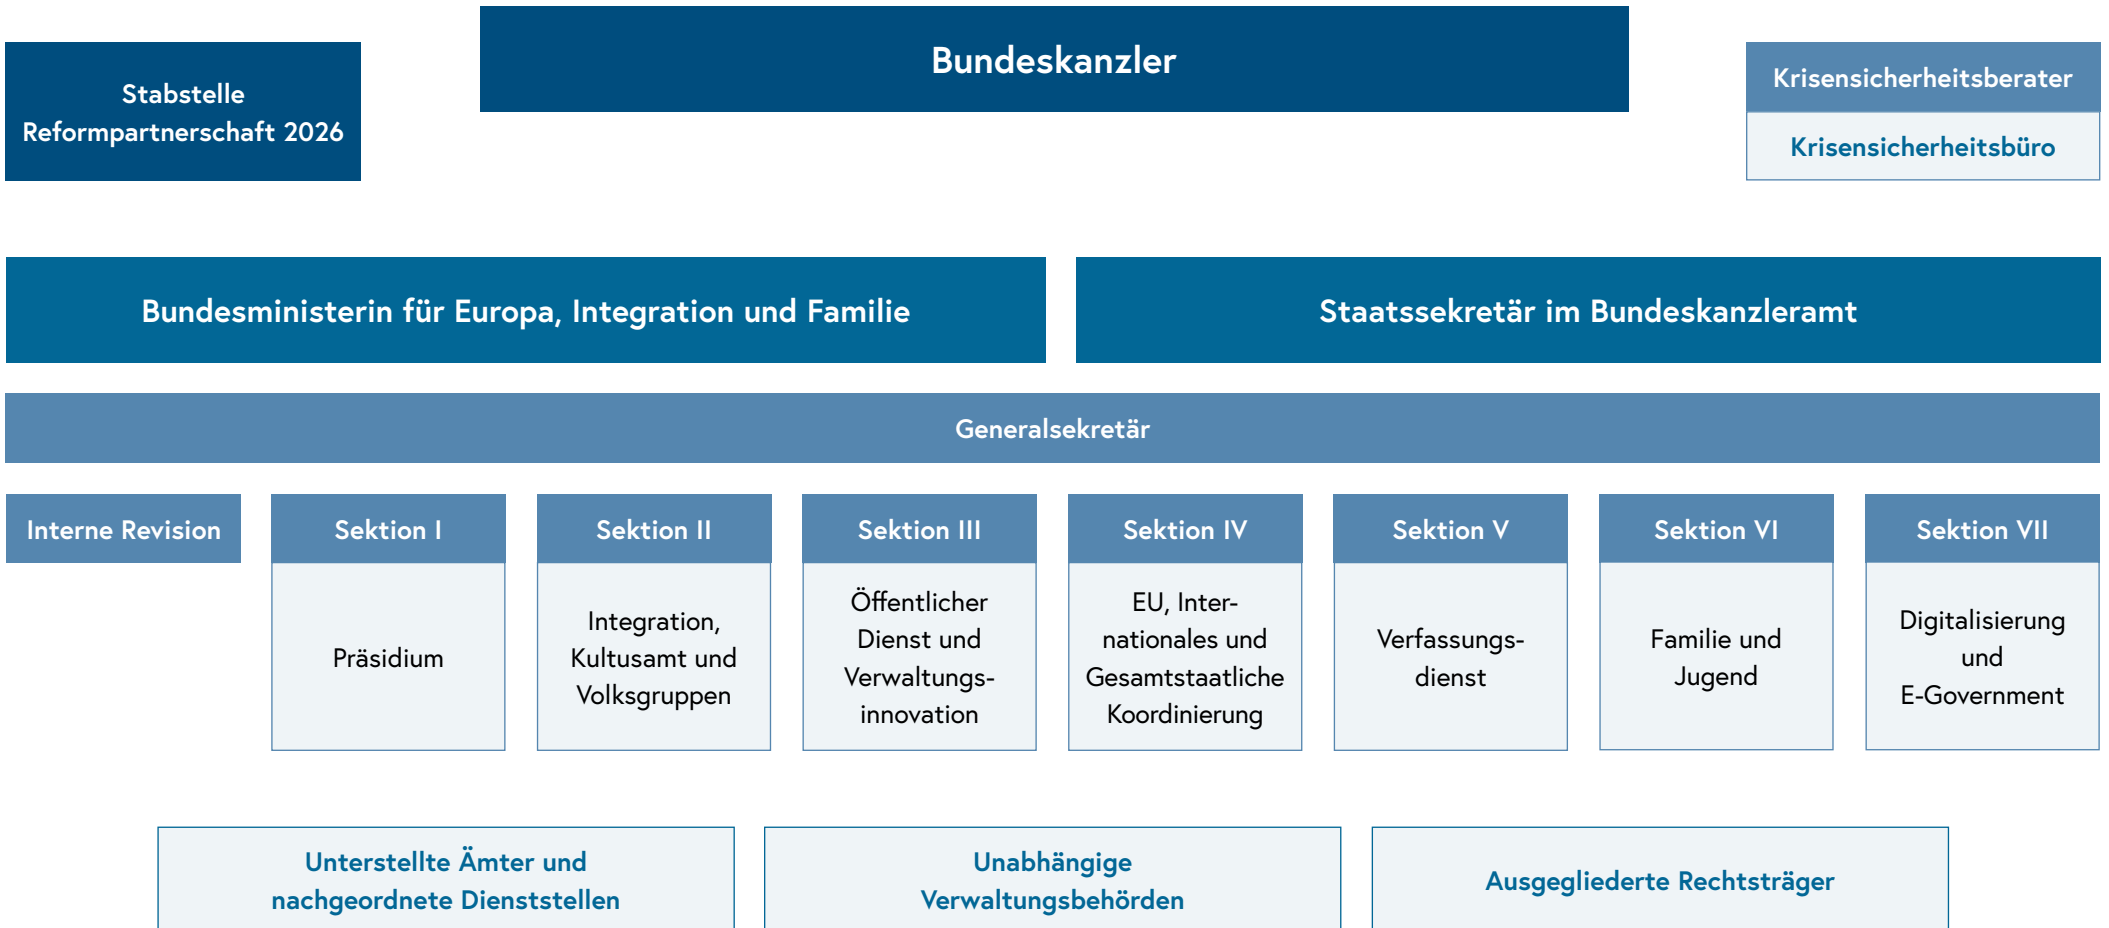 Bundeskanzler
Stabstelle
Reformpartnerschaft 2026
Krisensicherheitsberater
Krisensicherheitsbüro
Bundesministerin für Europa, Integration und Familie
Staatssekretär im Bundeskanzleramt
Generalsekretär
Interne Revision
Sektion I
Präsidium
Sektion II
Integration,
Kultusamt und
Volksgruppen
Sektion III
Öffentlicher
Dienst und
Verwaltungs-
innovation
Sektion IV
EU, Inter-
nationales und
Gesamtstaatliche
Koordinierung
Sektion V
Verfassungs-
dienst
Sektion VI
Familie und
Jugend
Sektion VII
Digitalisierung
und
E-Government
Unterstellte Ämter und
nachgeordnete Dienststellen
Unabhängige
Verwaltungsbehörden
Ausgegliederte Rechtsträger